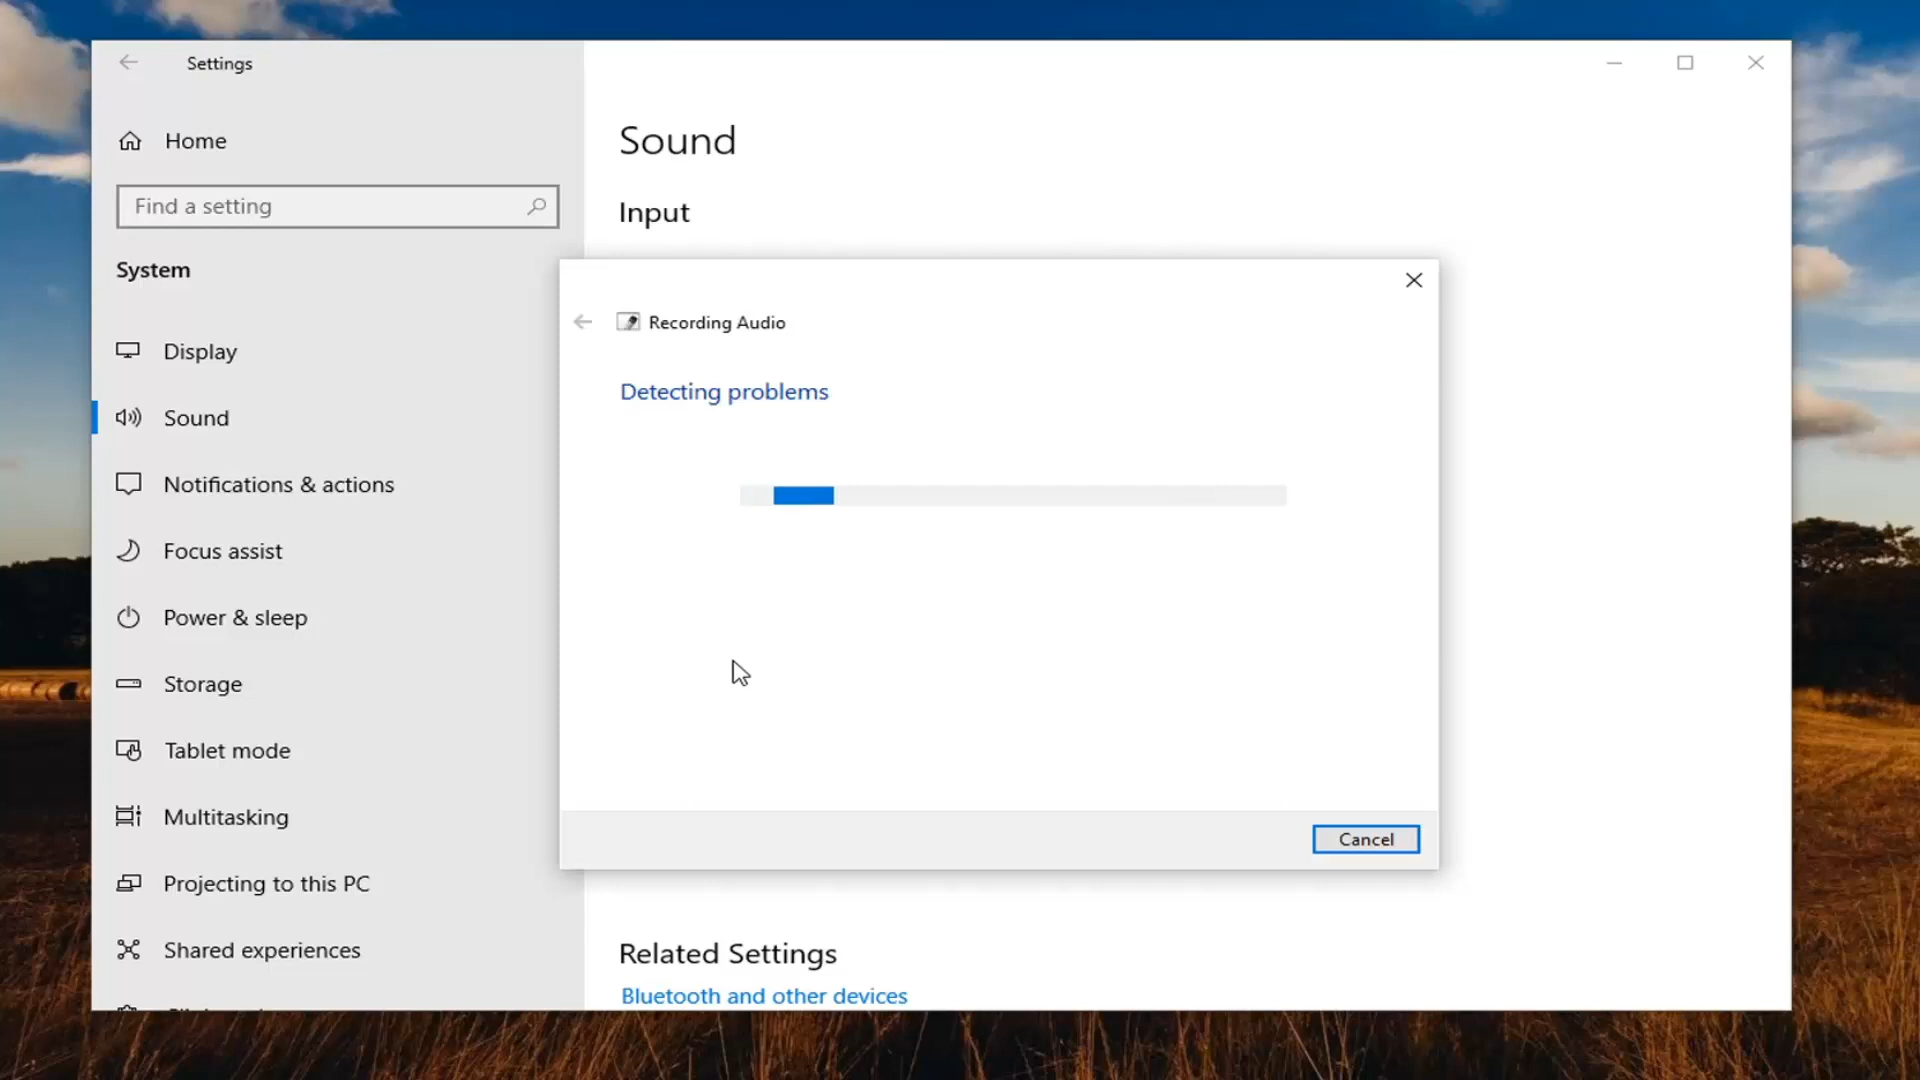 Settings
Home
Find a setting
System
Display
Sound
Notifications & actions
Focus assist
Power & sleep
Storage
Tablet mode
Multitasking
Projecting to this PC
Shared experiences
Sound
Input
Recording Audio
Detecting problems
Cancel
Related Settings
Bluetooth and other devices